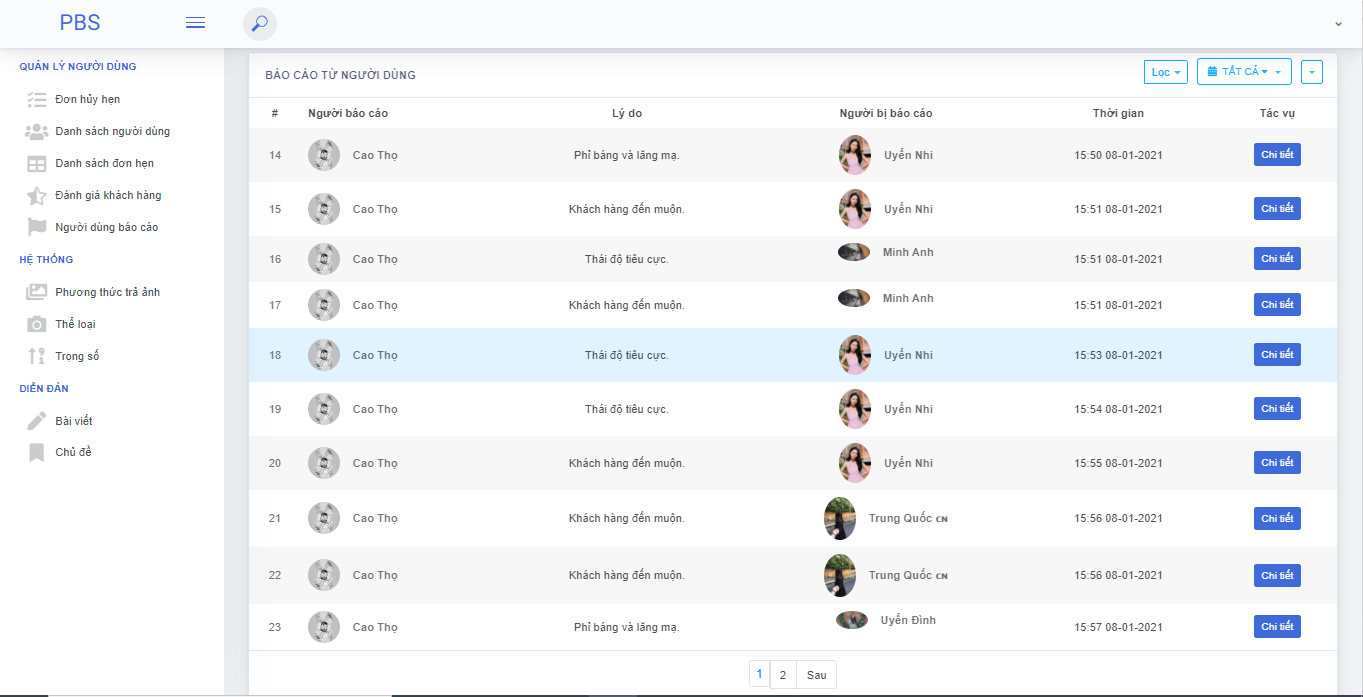 PBS
QUẢN LÝ NGƯỜI DÙNG
Đơn hủy hẹn
Danh sách người dùng
Danh sách đơn hẹn
Đánh giá khách hàng
Người dùng báo cáo
HỆ THỐNG
Phương thức trả ảnh
Thể loại
Trọng số
DIỄN ĐÀN
Bài viết
Chủ đề
BÁO CÁO TỪ NGƯỜI DÙNG
Lọc TẤT CẢ
# Người báo cáo Lý do Người bị báo cáo Thời gian Tác vụ
14 Cao Thọ Phỉ báng và lăng mạ. Uyển Nhi 15:50 08-01-2021 Chi tiết
15 Cao Thọ Khách hàng đến muộn. Uyển Nhi 15:51 08-01-2021 Chi tiết
16 Cao Thọ Thái độ tiêu cực. Minh Anh 15:51 08-01-2021 Chi tiết
17 Cao Thọ Khách hàng đến muộn. Minh Anh 15:51 08-01-2021 Chi tiết
18 Cao Thọ Thái độ tiêu cực. Uyển Nhi 15:53 08-01-2021 Chi tiết
19 Cao Thọ Thái độ tiêu cực. Uyển Nhi 15:54 08-01-2021 Chi tiết
20 Cao Thọ Khách hàng đến muộn. Uyển Nhi 15:55 08-01-2021 Chi tiết
21 Cao Thọ Khách hàng đến muộn. Trung Quốc CN 15:56 08-01-2021 Chi tiết
22 Cao Thọ Khách hàng đến muộn. Trung Quốc CN 15:56 08-01-2021 Chi tiết
23 Cao Thọ Phỉ báng và lăng mạ. Uyển Đình 15:57 08-01-2021 Chi tiết
1 2 Sau